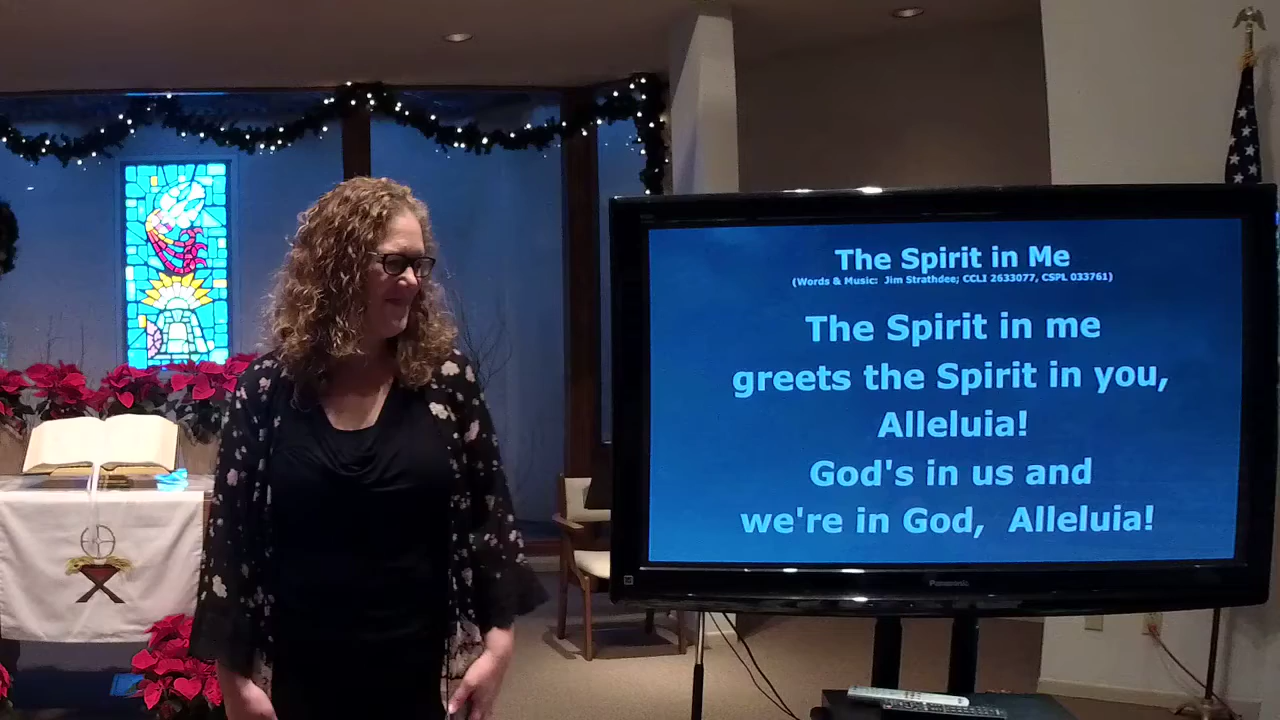 The Spirit in Me
(Words & Music: Jim Strathdee; CCLI 2633077, CSPL 033761)
The Spirit in me
greets the Spirit in you,
Alleluia!
God's in us and
we're in God, Alleluia!
Panasonic